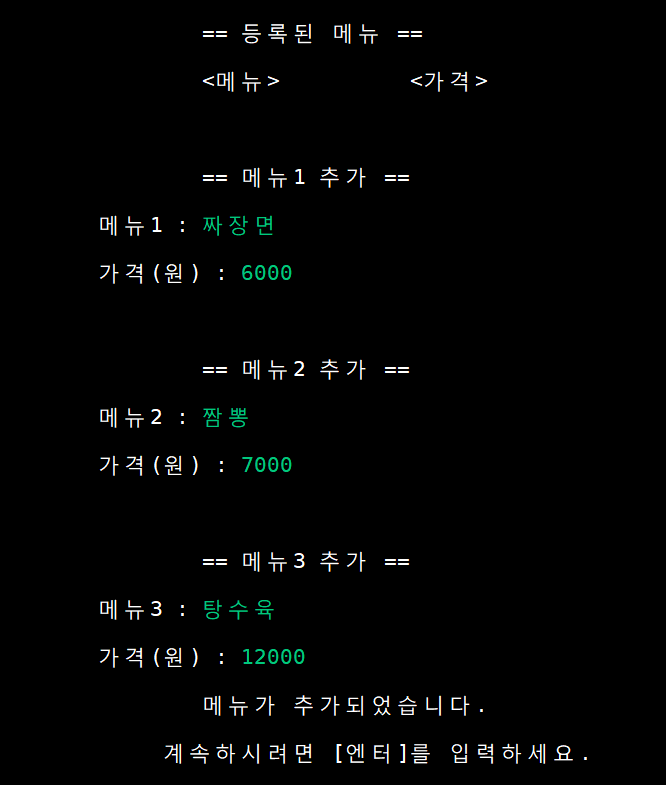 == 등록된 메뉴 ==
<메뉴> <가격>
== 메뉴1 추가 ==
메뉴1 : 짜장면
가격(원) : 6000
== 메뉴2 추가 ==
메뉴2 : 짬뽕
가격(원) : 7000
== 메뉴3 추가 ==
메뉴3 : 탕수육
가격(원) : 12000
메뉴가 추가되었습니다.
계속하시려면 [엔터]를 입력하세요.